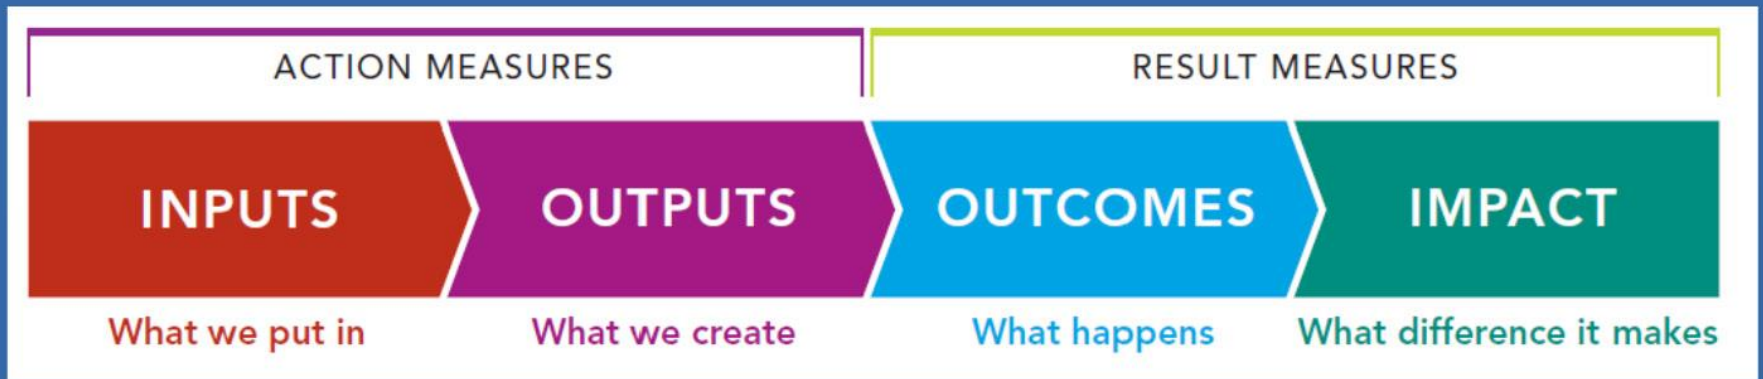 ACTION MEASURES
RESULT MEASURES
INPUTS
OUTPUTS
OUTCOMES
IMPACT
What we put in
What we create
What happens
What difference it makes